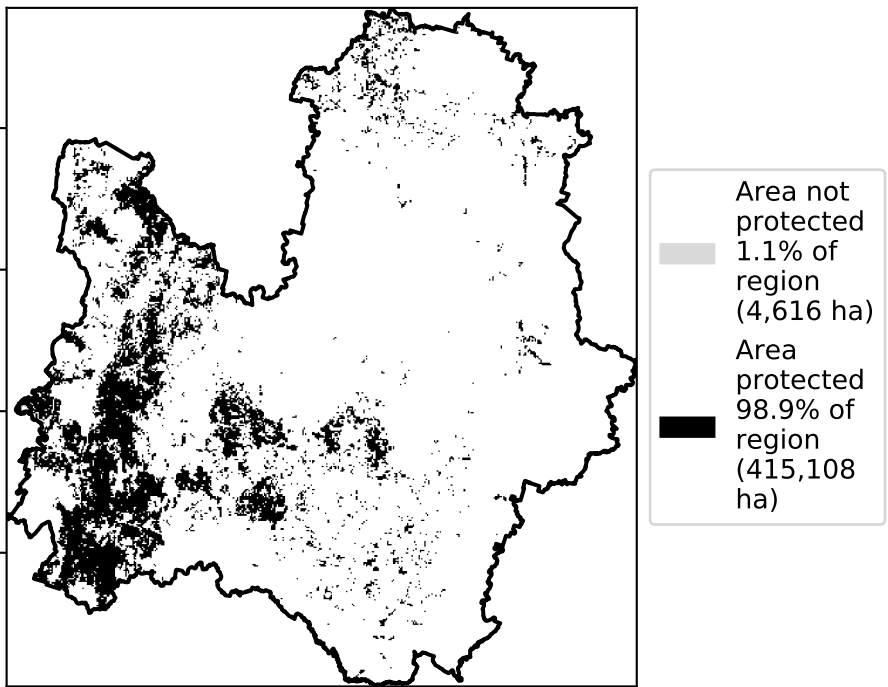 Area not
protected
1.1% of
region
(4,616 ha)
Area
protected
98.9% of
region
(415,108
ha)